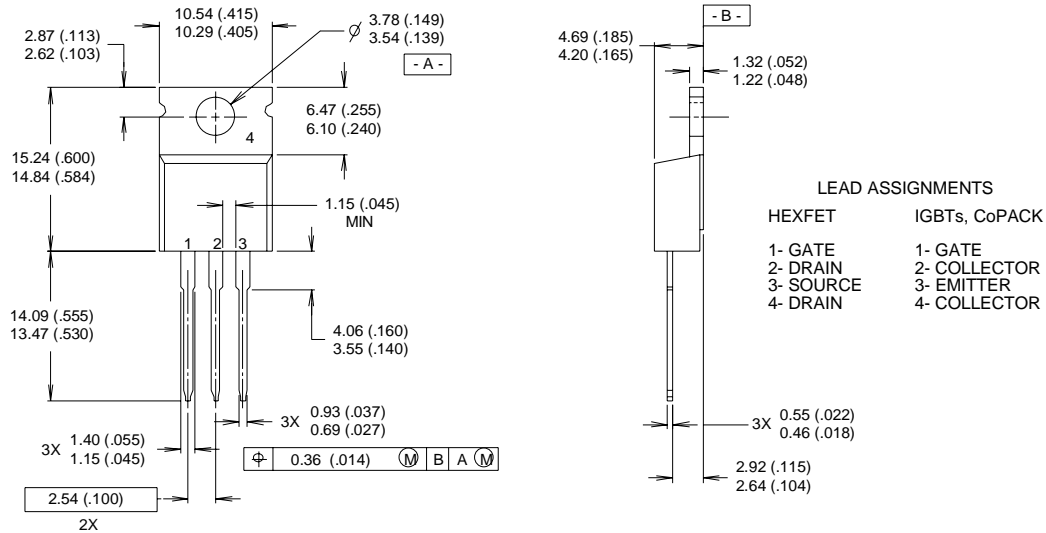 10.54 (.415)
10.29 (.405)
2.87 (.113)
2.62 (.103)
⌀ 3.78 (.149)
3.54 (.139)
- A -
6.47 (.255)
6.10 (.240)
4
15.24 (.600)
14.84 (.584)
1.15 (.045)
MIN
1 2 3
14.09 (.555)
13.47 (.530)
4.06 (.160)
3.55 (.140)
3X 0.93 (.037)
0.69 (.027)
3X 1.40 (.055)
1.15 (.045)
⌖ 0.36 (.014) Ⓜ B A Ⓜ
2.54 (.100)
2X
- B -
4.69 (.185)
4.20 (.165)
1.32 (.052)
1.22 (.048)
3X 0.55 (.022)
0.46 (.018)
2.92 (.115)
2.64 (.104)
LEAD ASSIGNMENTS
HEXFET
1- GATE
2- DRAIN
3- SOURCE
4- DRAIN
IGBTs, CoPACK
1- GATE
2- COLLECTOR
3- EMITTER
4- COLLECTOR